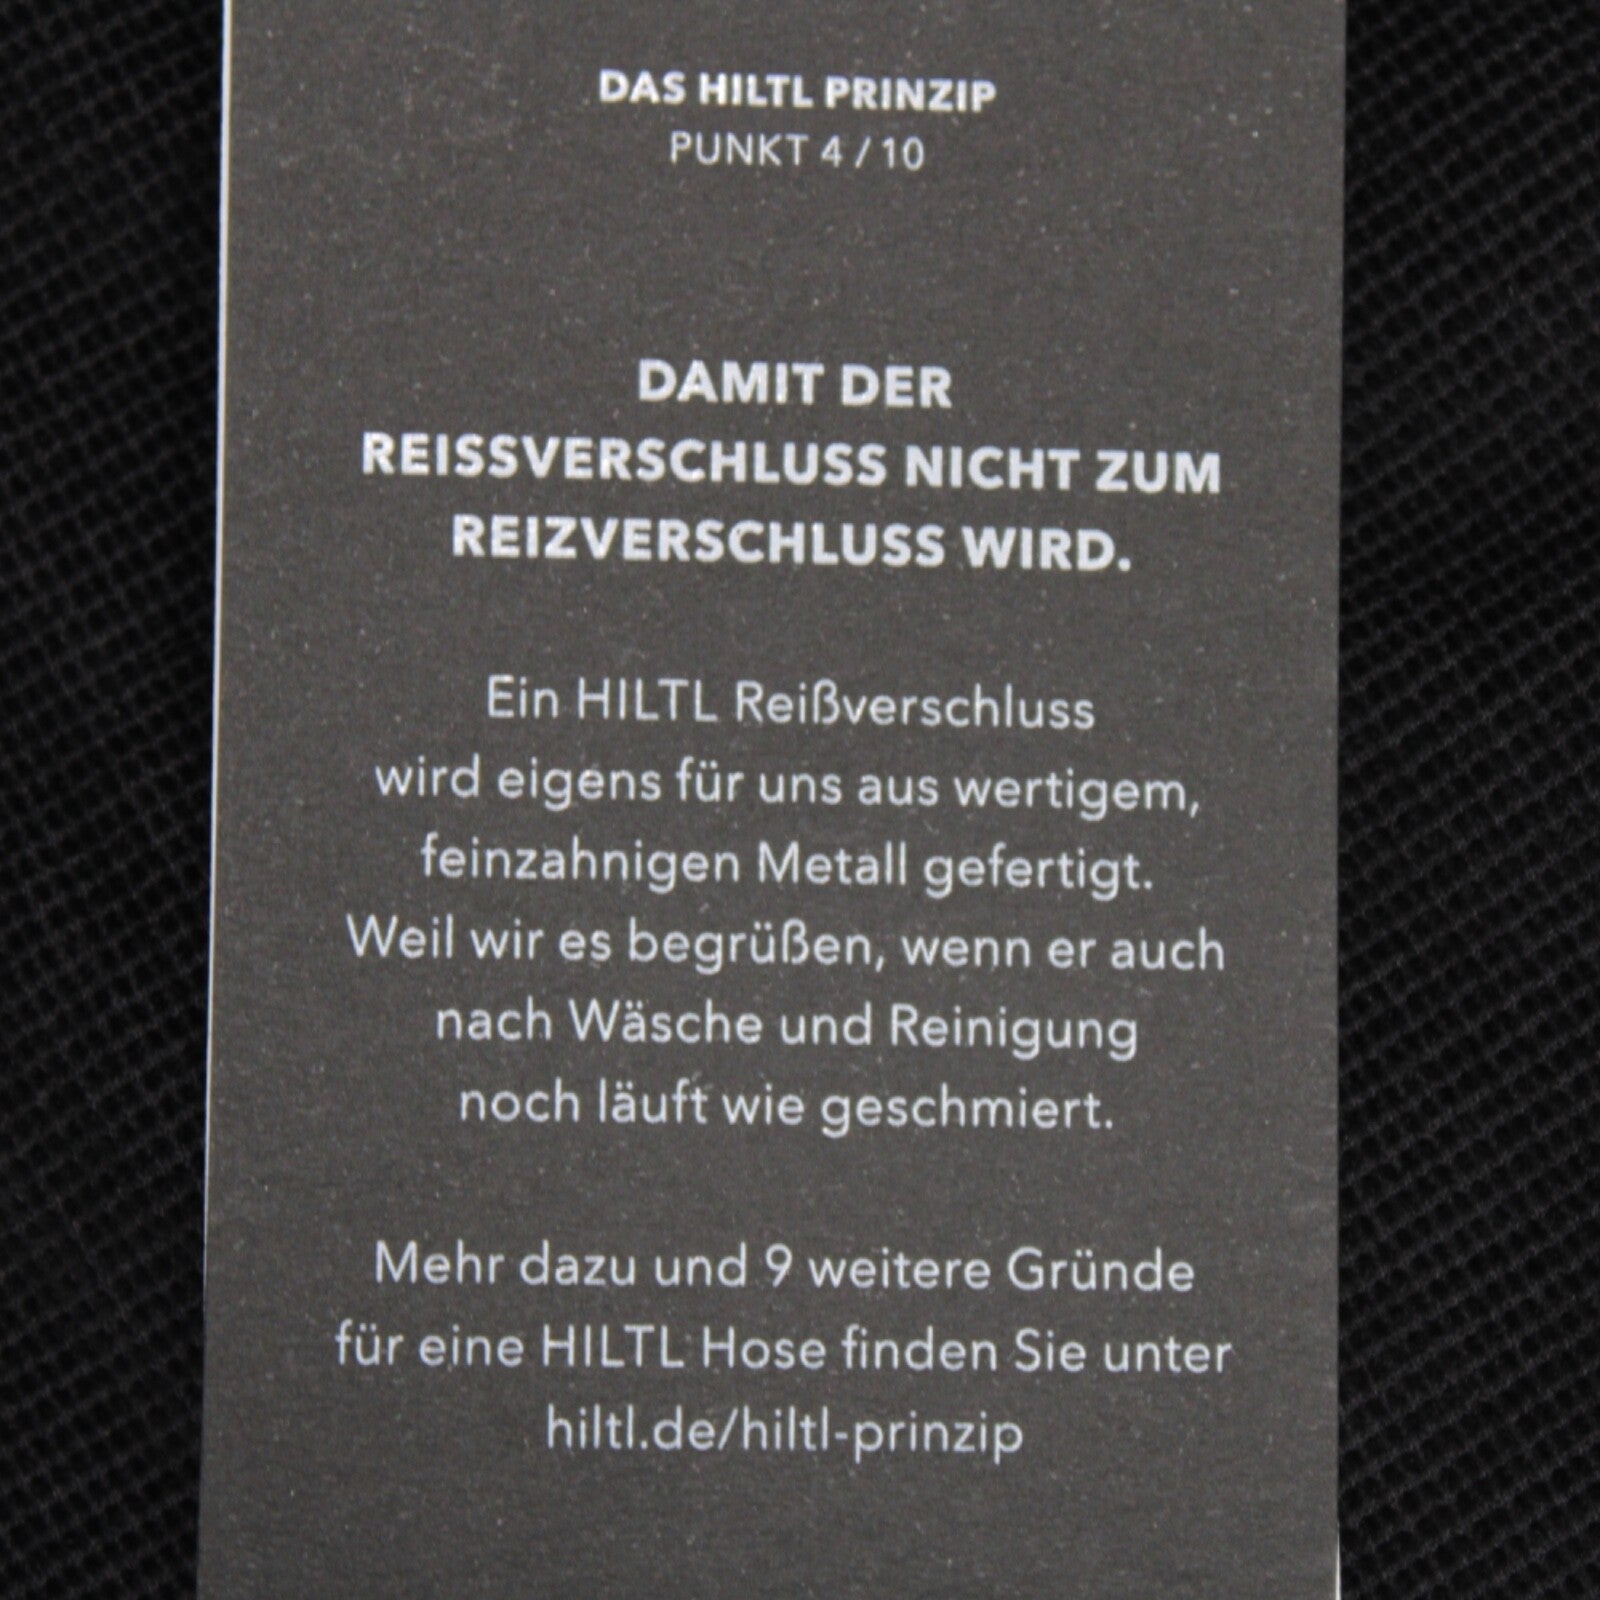 DAS HILTL PRINZIP
PUNKT 4 / 10
DAMIT DER
REISSVERSCHLUSS NICHT ZUM
REIZVERSCHLUSS WIRD.
Ein HILTL Reißverschluss
wird eigens für uns aus wertigem,
feinzahnigen Metall gefertigt.
Weil wir es begrüßen, wenn er auch
nach Wäsche und Reinigung
noch läuft wie geschmiert.
Mehr dazu und 9 weitere Gründe
für eine HILTL Hose finden Sie unter
hiltl.de/hiltl-prinzip